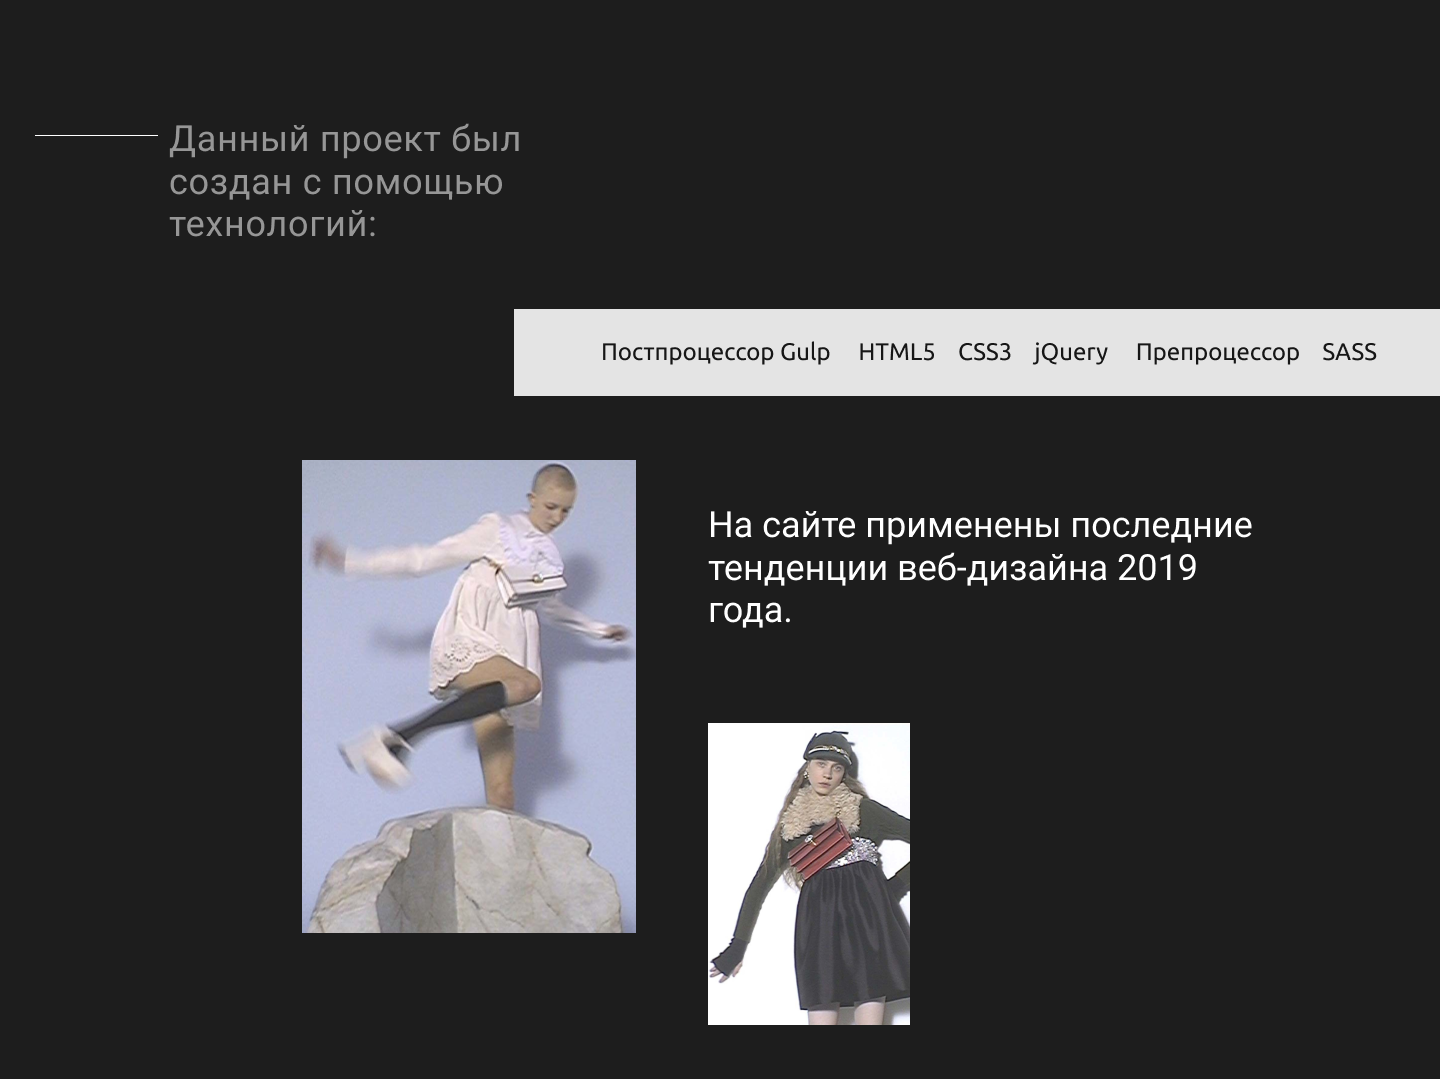 Данный проект был
создан с помощью
технологий:
Постпроцессор Gulp HTML5 CSS3 jQuery Препроцессор SASS
На сайте применены последние
тенденции веб-дизайна 2019
года.